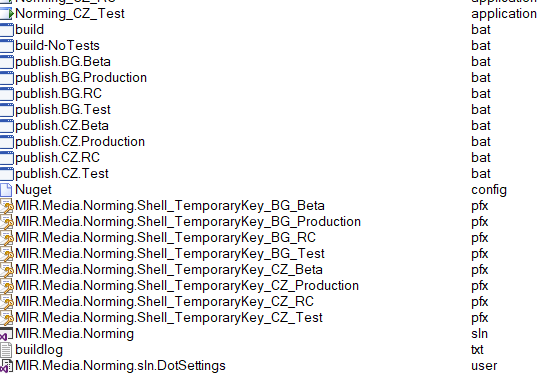 Norming_CZ_RC application
Norming_CZ_Test application
build bat
build-NoTests bat
publish.BG.Beta bat
publish.BG.Production bat
publish.BG.RC bat
publish.BG.Test bat
publish.CZ.Beta bat
publish.CZ.Production bat
publish.CZ.RC bat
publish.CZ.Test bat
Nuget config
MIR.Media.Norming.Shell_TemporaryKey_BG_Beta pfx
MIR.Media.Norming.Shell_TemporaryKey_BG_Production pfx
MIR.Media.Norming.Shell_TemporaryKey_BG_RC pfx
MIR.Media.Norming.Shell_TemporaryKey_BG_Test pfx
MIR.Media.Norming.Shell_TemporaryKey_CZ_Beta pfx
MIR.Media.Norming.Shell_TemporaryKey_CZ_Production pfx
MIR.Media.Norming.Shell_TemporaryKey_CZ_RC pfx
MIR.Media.Norming.Shell_TemporaryKey_CZ_Test pfx
MIR.Media.Norming sln
buildlog txt
MIR.Media.Norming.sln.DotSettings user